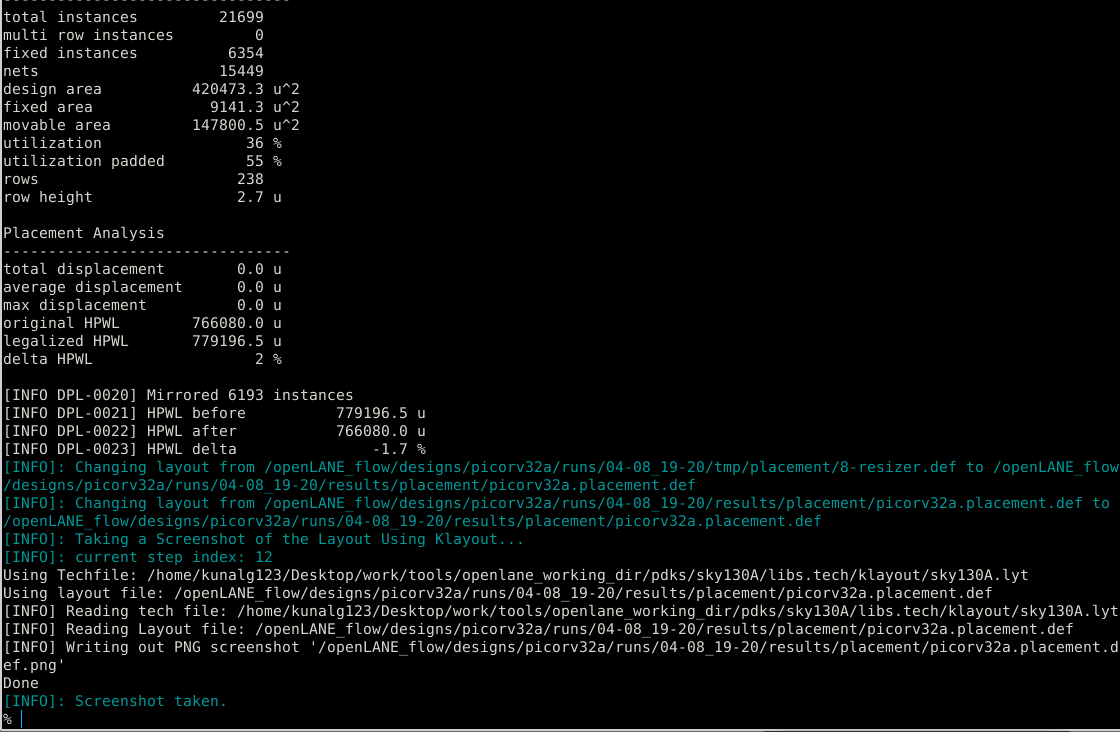 -------------------------------
total instances         21699
multi row instances         0
fixed instances          6354
nets                    15449
design area          420473.3 u^2
fixed area             9141.3 u^2
movable area         147800.5 u^2
utilization                36 %
utilization padded         55 %
rows                      238
row height                2.7 u
Placement Analysis
--------------------------------
total displacement        0.0 u
average displacement      0.0 u
max displacement          0.0 u
original HPWL        766080.0 u
legalized HPWL       779196.5 u
delta HPWL                  2 %
[INFO DPL-0020] Mirrored 6193 instances
[INFO DPL-0021] HPWL before          779196.5 u
[INFO DPL-0022] HPWL after           766080.0 u
[INFO DPL-0023] HPWL delta               -1.7 %
[INFO]: Changing layout from /openLANE_flow/designs/picorv32a/runs/04-08_19-20/tmp/placement/8-resizer.def to /openLANE_flow
/designs/picorv32a/runs/04-08_19-20/results/placement/picorv32a.placement.def
[INFO]: Changing layout from /openLANE_flow/designs/picorv32a/runs/04-08_19-20/results/placement/picorv32a.placement.def to
/openLANE_flow/designs/picorv32a/runs/04-08_19-20/results/placement/picorv32a.placement.def
[INFO]: Taking a Screenshot of the Layout Using Klayout...
[INFO]: current step index: 12
Using Techfile: /home/kunalg123/Desktop/work/tools/openlane_working_dir/pdks/sky130A/libs.tech/klayout/sky130A.lyt
Using layout file: /openLANE_flow/designs/picorv32a/runs/04-08_19-20/results/placement/picorv32a.placement.def
[INFO] Reading tech file: /home/kunalg123/Desktop/work/tools/openlane_working_dir/pdks/sky130A/libs.tech/klayout/sky130A.lyt
[INFO] Reading Layout file: /openLANE_flow/designs/picorv32a/runs/04-08_19-20/results/placement/picorv32a.placement.def
[INFO] Writing out PNG screenshot '/openLANE_flow/designs/picorv32a/runs/04-08_19-20/results/placement/picorv32a.placement.d
ef.png'
Done
[INFO]: Screenshot taken.
%